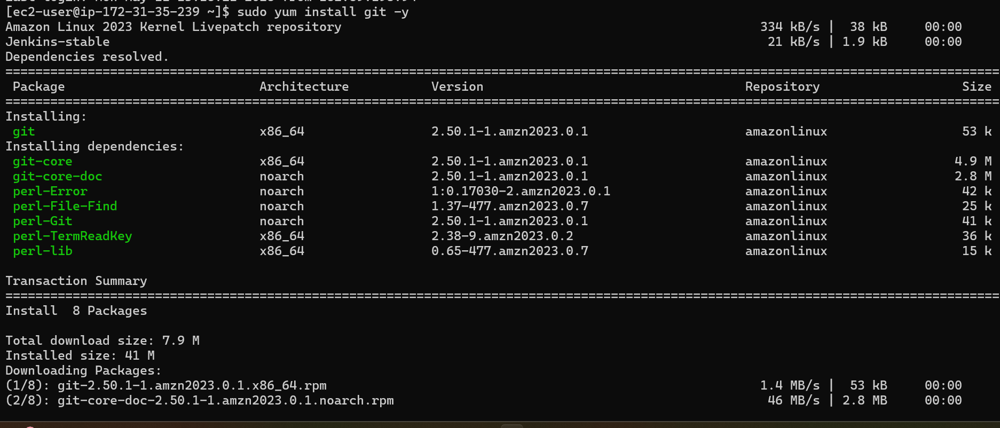 [ec2-user@ip-172-31-35-239 ~]$ sudo yum install git -y
Amazon Linux 2023 Kernel Livepatch repository 334 kB/s | 38 kB 00:00
Jenkins-stable 21 kB/s | 1.9 kB 00:00
Dependencies resolved.
Package Architecture Version Repository Size
Installing:
git x86_64 2.50.1-1.amzn2023.0.1 amazonlinux 53 k
Installing dependencies:
git-core x86_64 2.50.1-1.amzn2023.0.1 amazonlinux 4.9 M
git-core-doc noarch 2.50.1-1.amzn2023.0.1 amazonlinux 2.8 M
perl-Error noarch 1:0.17030-2.amzn2023.0.1 amazonlinux 42 k
perl-File-Find noarch 1.37-477.amzn2023.0.7 amazonlinux 25 k
perl-Git noarch 2.50.1-1.amzn2023.0.1 amazonlinux 41 k
perl-TermReadKey x86_64 2.38-9.amzn2023.0.2 amazonlinux 36 k
perl-lib x86_64 0.65-477.amzn2023.0.7 amazonlinux 15 k
Transaction Summary
Install 8 Packages
Total download size: 7.9 M
Installed size: 41 M
Downloading Packages:
(1/8): git-2.50.1-1.amzn2023.0.1.x86_64.rpm 1.4 MB/s | 53 kB 00:00
(2/8): git-core-doc-2.50.1-1.amzn2023.0.1.noarch.rpm 46 MB/s | 2.8 MB 00:00